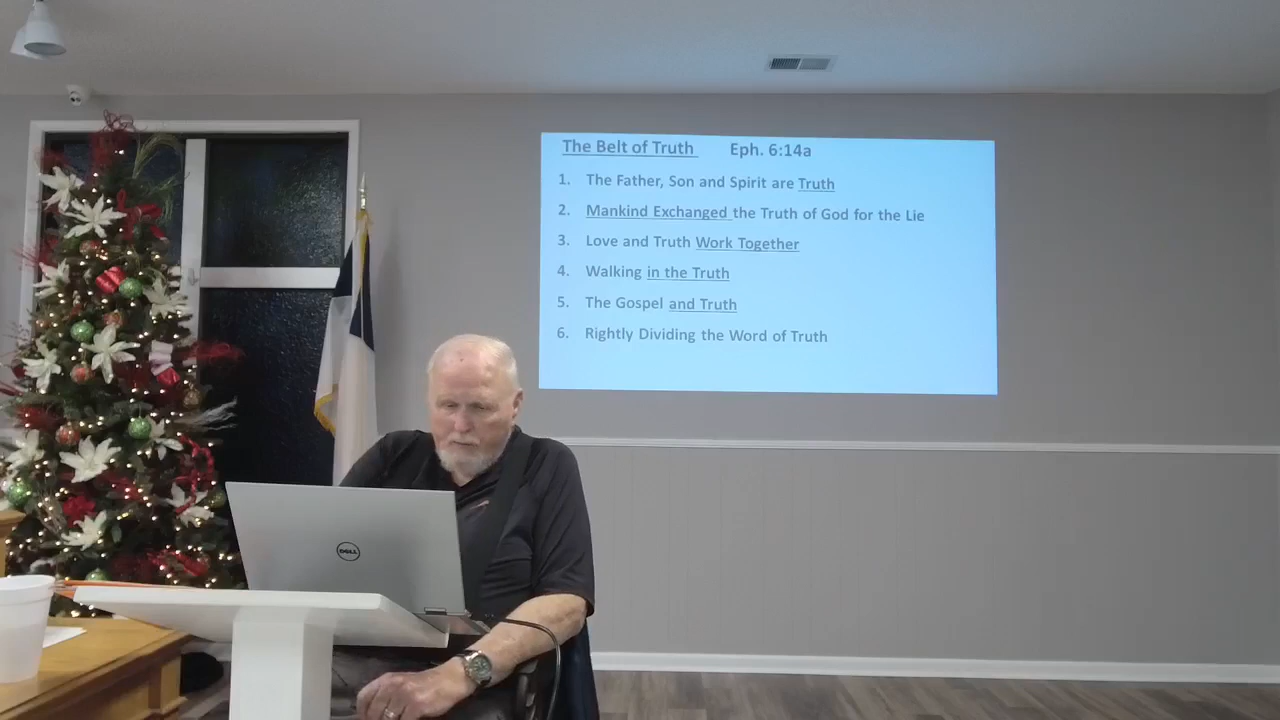 The Belt of Truth Eph. 6:14a
1. The Father, Son and Spirit are Truth
2. Mankind Exchanged the Truth of God for the Lie
3. Love and Truth Work Together
4. Walking in the Truth
5. The Gospel and Truth
6. Rightly Dividing the Word of Truth
DELL